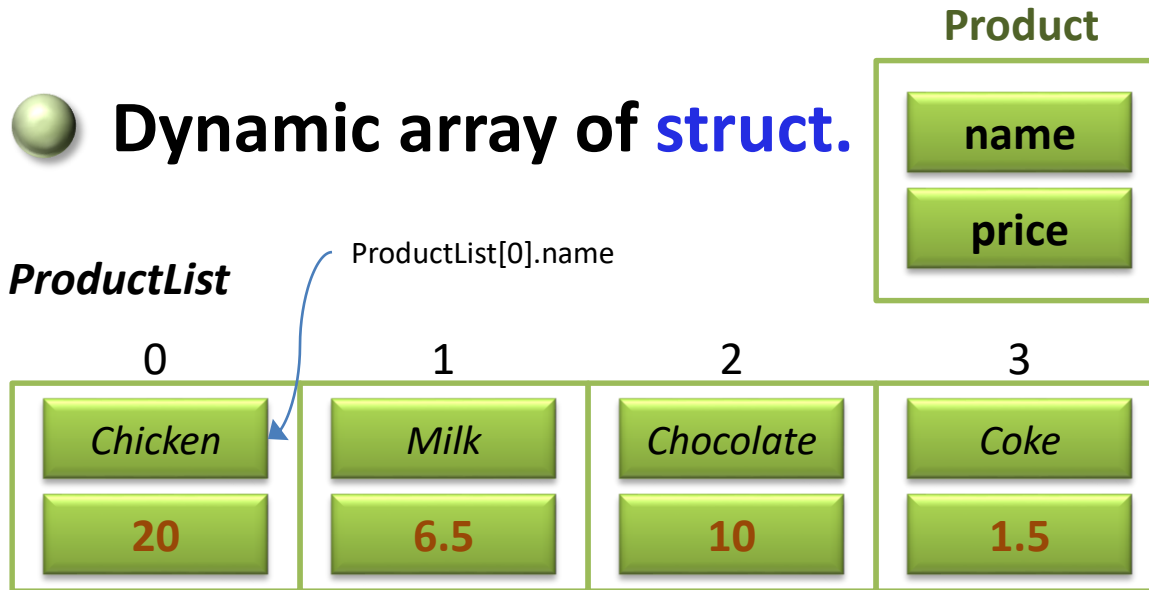 Product
Dynamic array of struct.
name
price
ProductList[0].name
ProductList
0 1 2 3
Chicken Milk Chocolate Coke
20 6.5 10 1.5